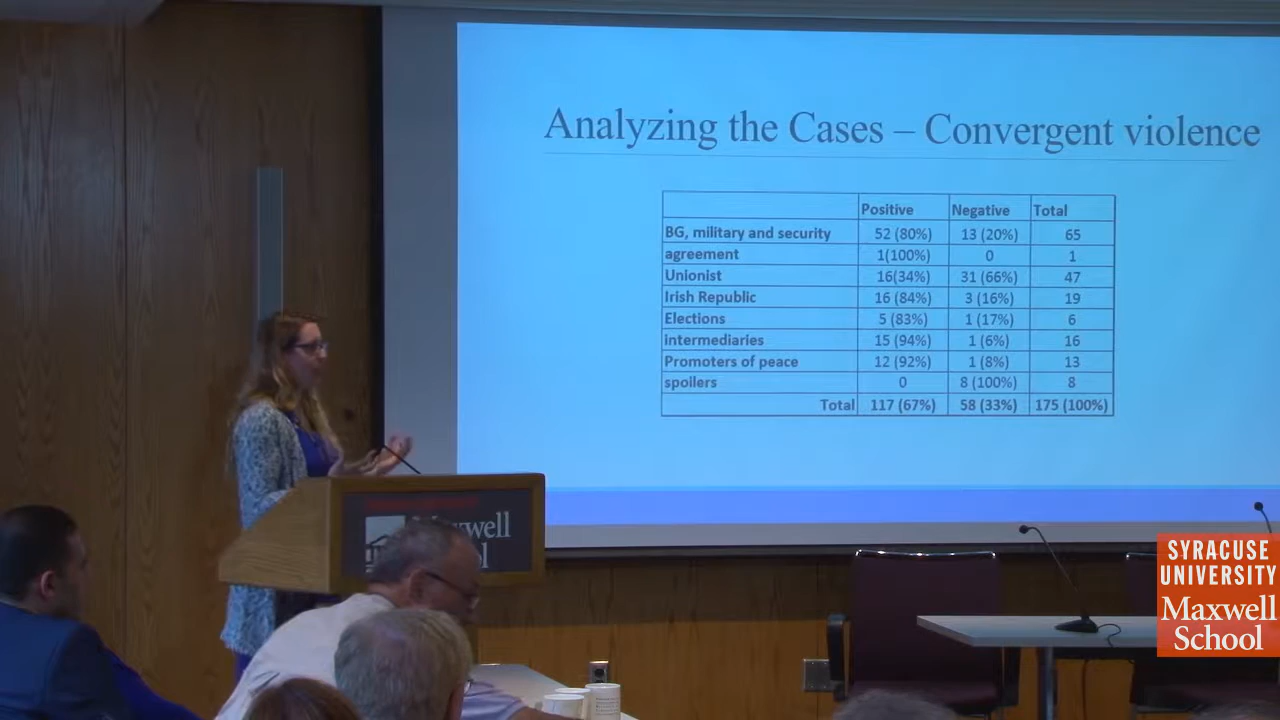 Analyzing the Cases – Convergent violence
Positive Negative Total
BG, military and security 52 (80%) 13 (20%) 65
agreement 1(100%) 0 1
Unionist 16(34%) 31 (66%) 47
Irish Republic 16 (84%) 3 (16%) 19
Elections 5 (83%) 1 (17%) 6
intermediaries 15 (94%) 1 (6%) 16
Promoters of peace 12 (92%) 1 (8%) 13
spollers 0 8 (100%) 8
Total 117 (67%) 58 (33%) 175 (100%)
SYRACUSE
UNIVERSITY
Maxwell
School